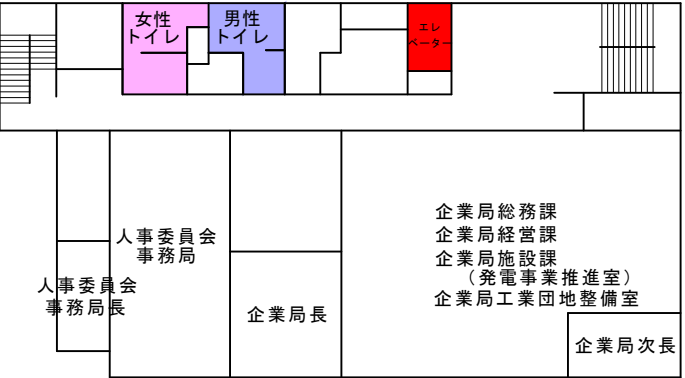 女性
トイレ
男性
トイレ
エレ
ベーター
人事委員会
事務局
人事委員会
事務局長
企業局長
企業局総務課
企業局経営課
企業局施設課
（発電事業推進室）
企業局工業団地整備室
企業局次長